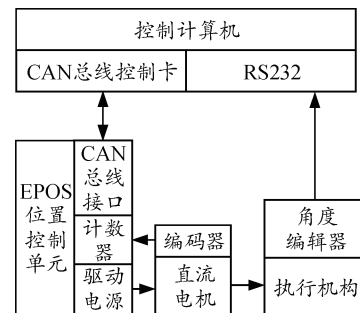 控制计算机
CAN总线控制卡
RS232
EPOS
位置
控制
单元
CAN
总线
接口
计数
器
驱动
电源
编码器
直流
电机
角度
编辑器
执行机构